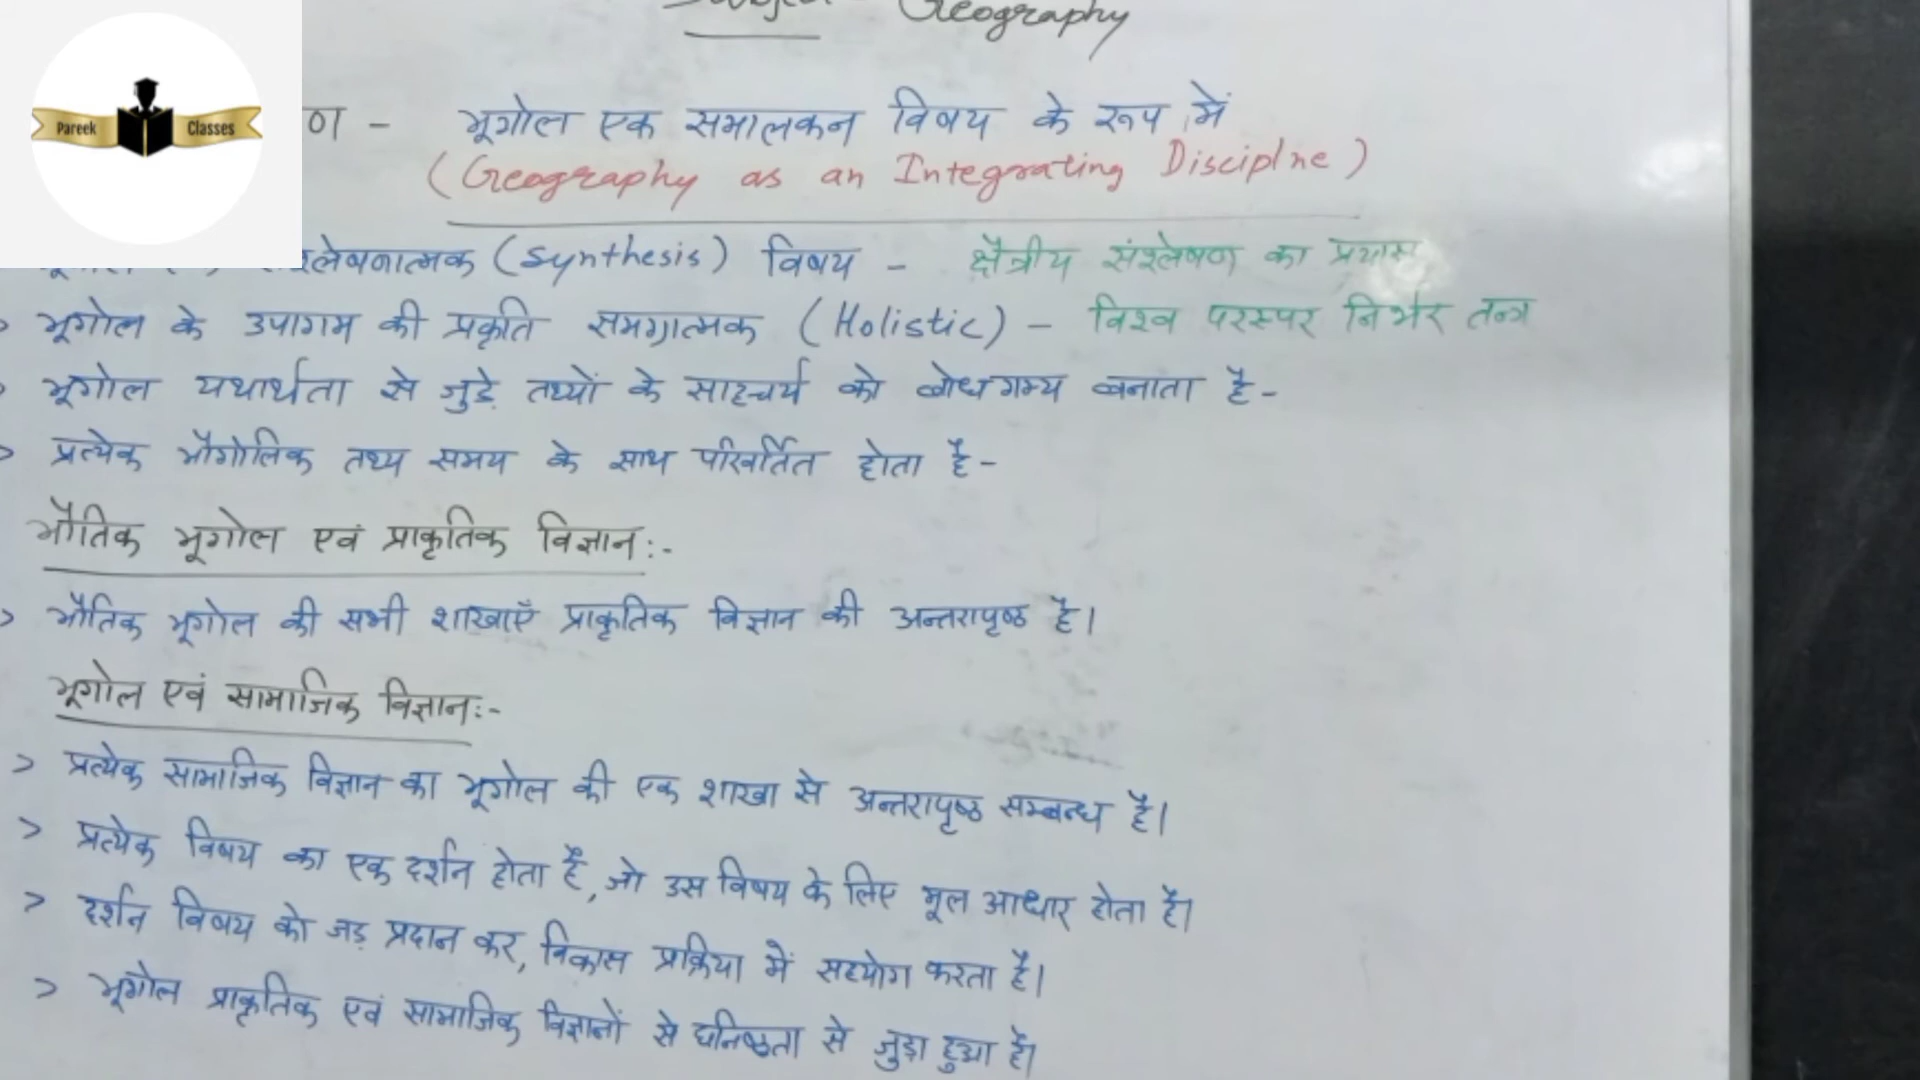 Subject - Geography
Pareek Classes
ण - भूगोल एक समालकन विषय के रूप में
(Geography as an Integrating Discipline)
श्लेषणात्मक (Synthesis) विषय - क्षैत्रीय संश्लेषण का प्रयास
> भूगोल के उपागम की प्रकृति समग्रात्मक (Holistic) - विश्व परस्पर निर्भर तन्त्र
> भूगोल यथार्थता से जुड़े तथ्यों के साहचर्य को बोधगम्य बनाता है -
> प्रत्येक भौगोलिक तथ्य समय के साथ परिवर्तित होता है -
भौतिक भूगोल एवं प्राकृतिक विज्ञान :-
> भौतिक भूगोल की सभी शाखाएँ प्राकृतिक विज्ञान की अन्तरापृष्ठ है।
भूगोल एवं सामाजिक विज्ञान :-
> प्रत्येक सामाजिक विज्ञान का भूगोल की एक शाखा से अन्तरापृष्ठ सम्बन्ध है।
> प्रत्येक विषय का एक दर्शन होता है, जो उस विषय के लिए मूल आधार होता है।
> दर्शन विषय को जड़ प्रदान कर, विकास प्रक्रिया में सहयोग करता है।
> भूगोल प्राकृतिक एवं सामाजिक विज्ञानों से घनिष्ठता से जुड़ा हुआ है।